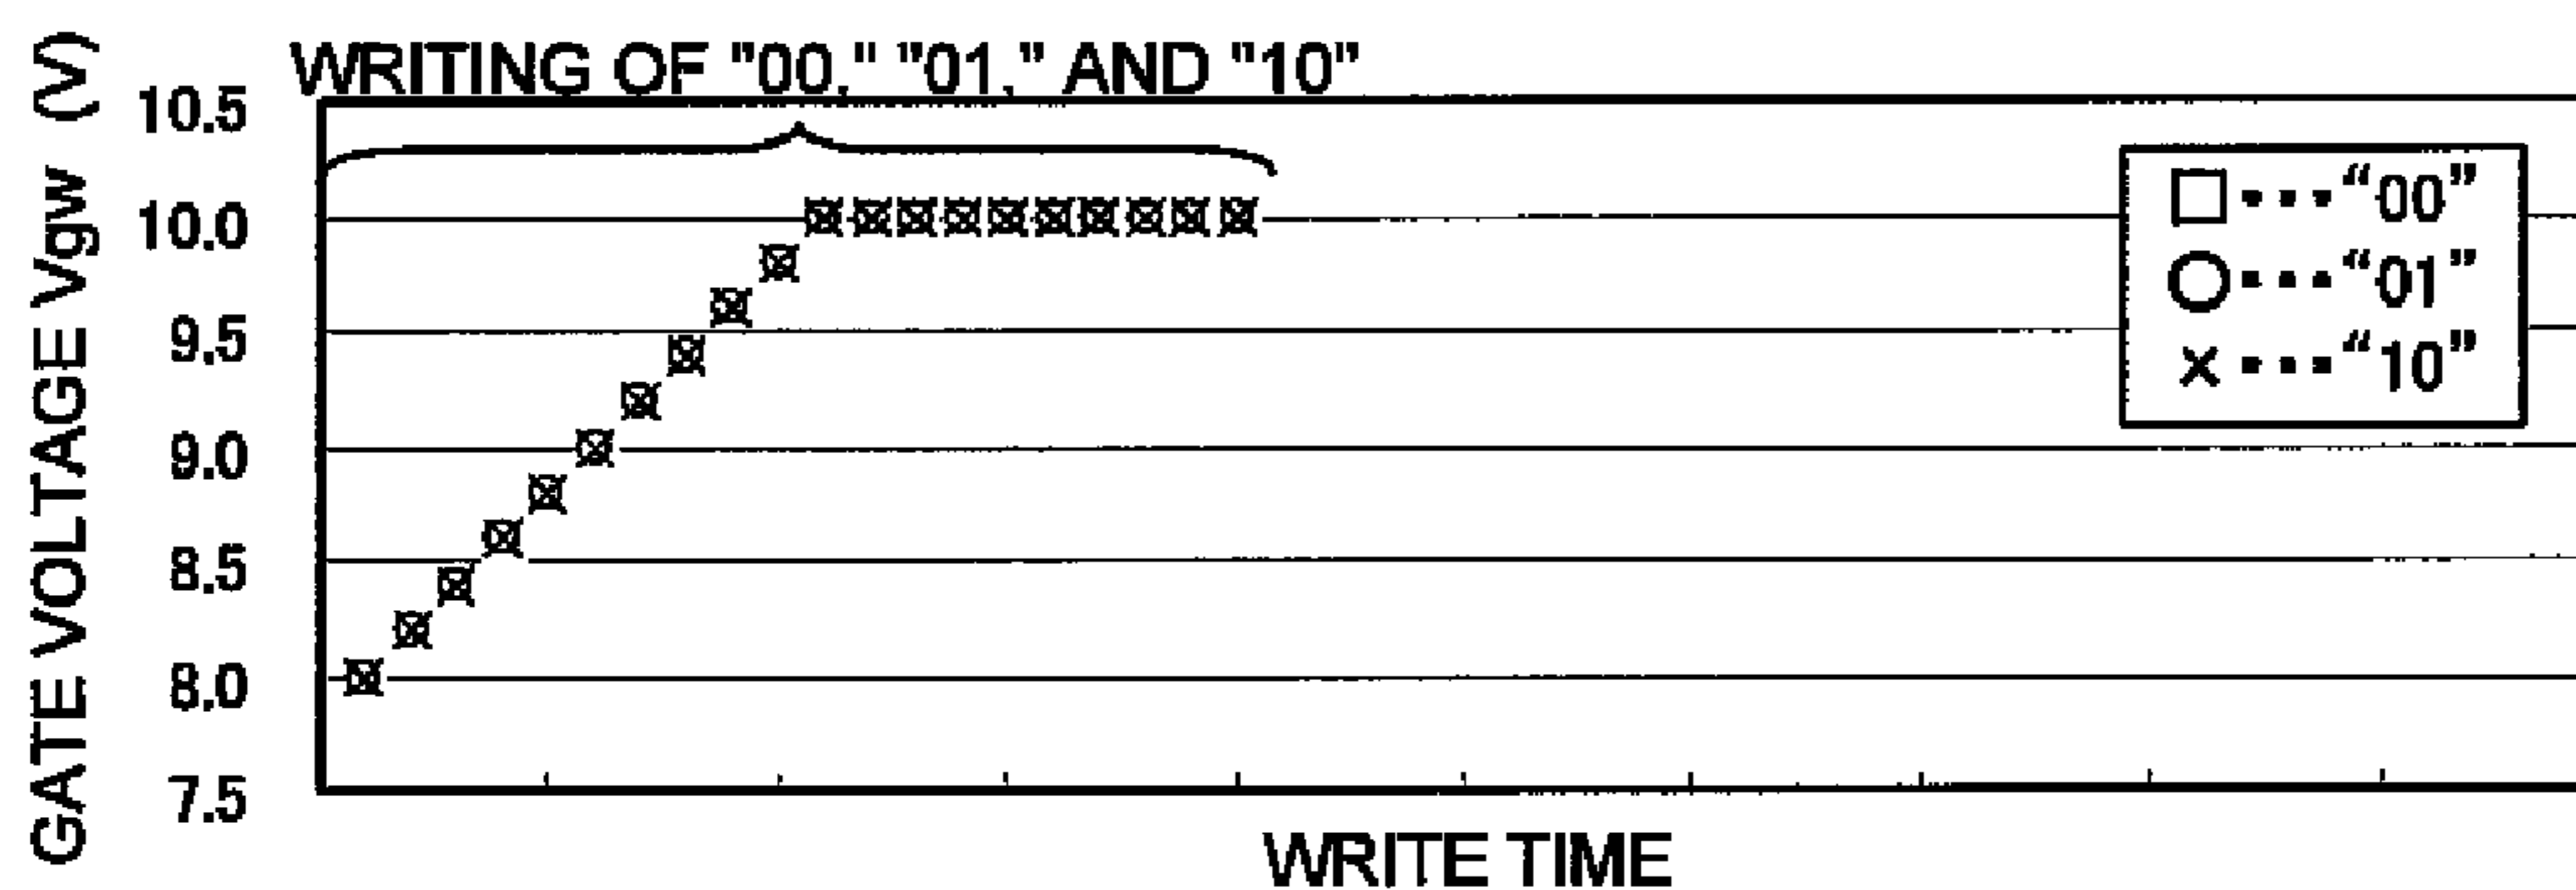 WRITING OF "00," "01," AND "10"
GATE VOLTAGE Vgw (V)
10.5
10.0
9.5
9.0
8.5
8.0
7.5
□ ･･･ “00”
○ ･･･ “01”
× ･･･ “10”
WRITE TIME